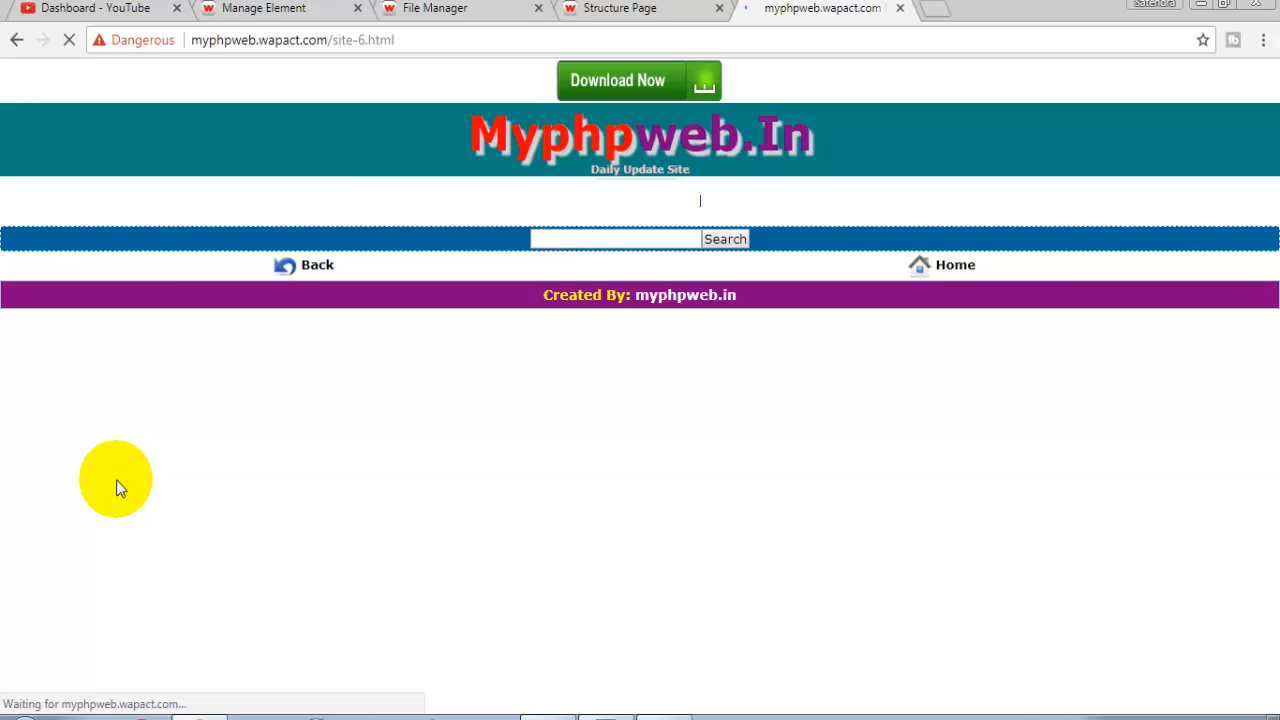 Dashboard - YouTube
Manage Element
File Manager
Structure Page
myphpweb.wapact.com
Satendra
Dangerous
myphpweb.wapact.com/site-6.html
Download Now
Myphpweb.In
Daily Update Site
Search
Back
Home
Created By: myphpweb.in
Waiting for myphpweb.wapact.com...